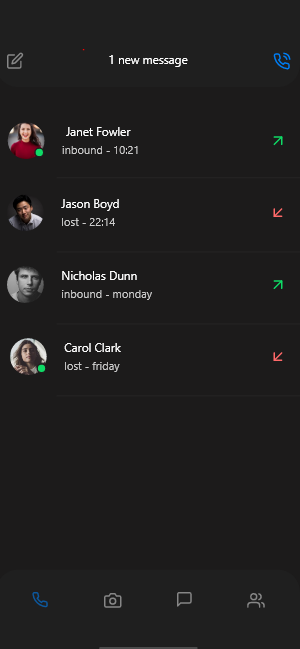 1 new message
Janet Fowler
inbound - 10:21
Jason Boyd
lost - 22:14
Nicholas Dunn
inbound - monday
Carol Clark
lost - friday